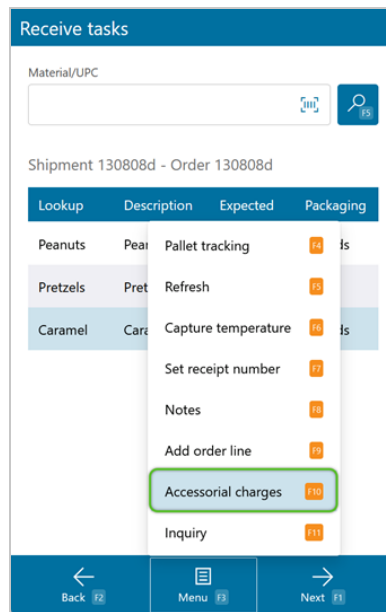 Receive tasks
Material/UPC
F5
Shipment 130808d - Order 130808d
Lookup Description Expected Packaging
Peanuts
Pretzels
Caramel
Pallet tracking F4
Refresh F5
Capture temperature F6
Set receipt number F7
Notes F8
Add order line F9
Accessorial charges F10
Inquiry F11
Back F2 Menu F3 Next F1